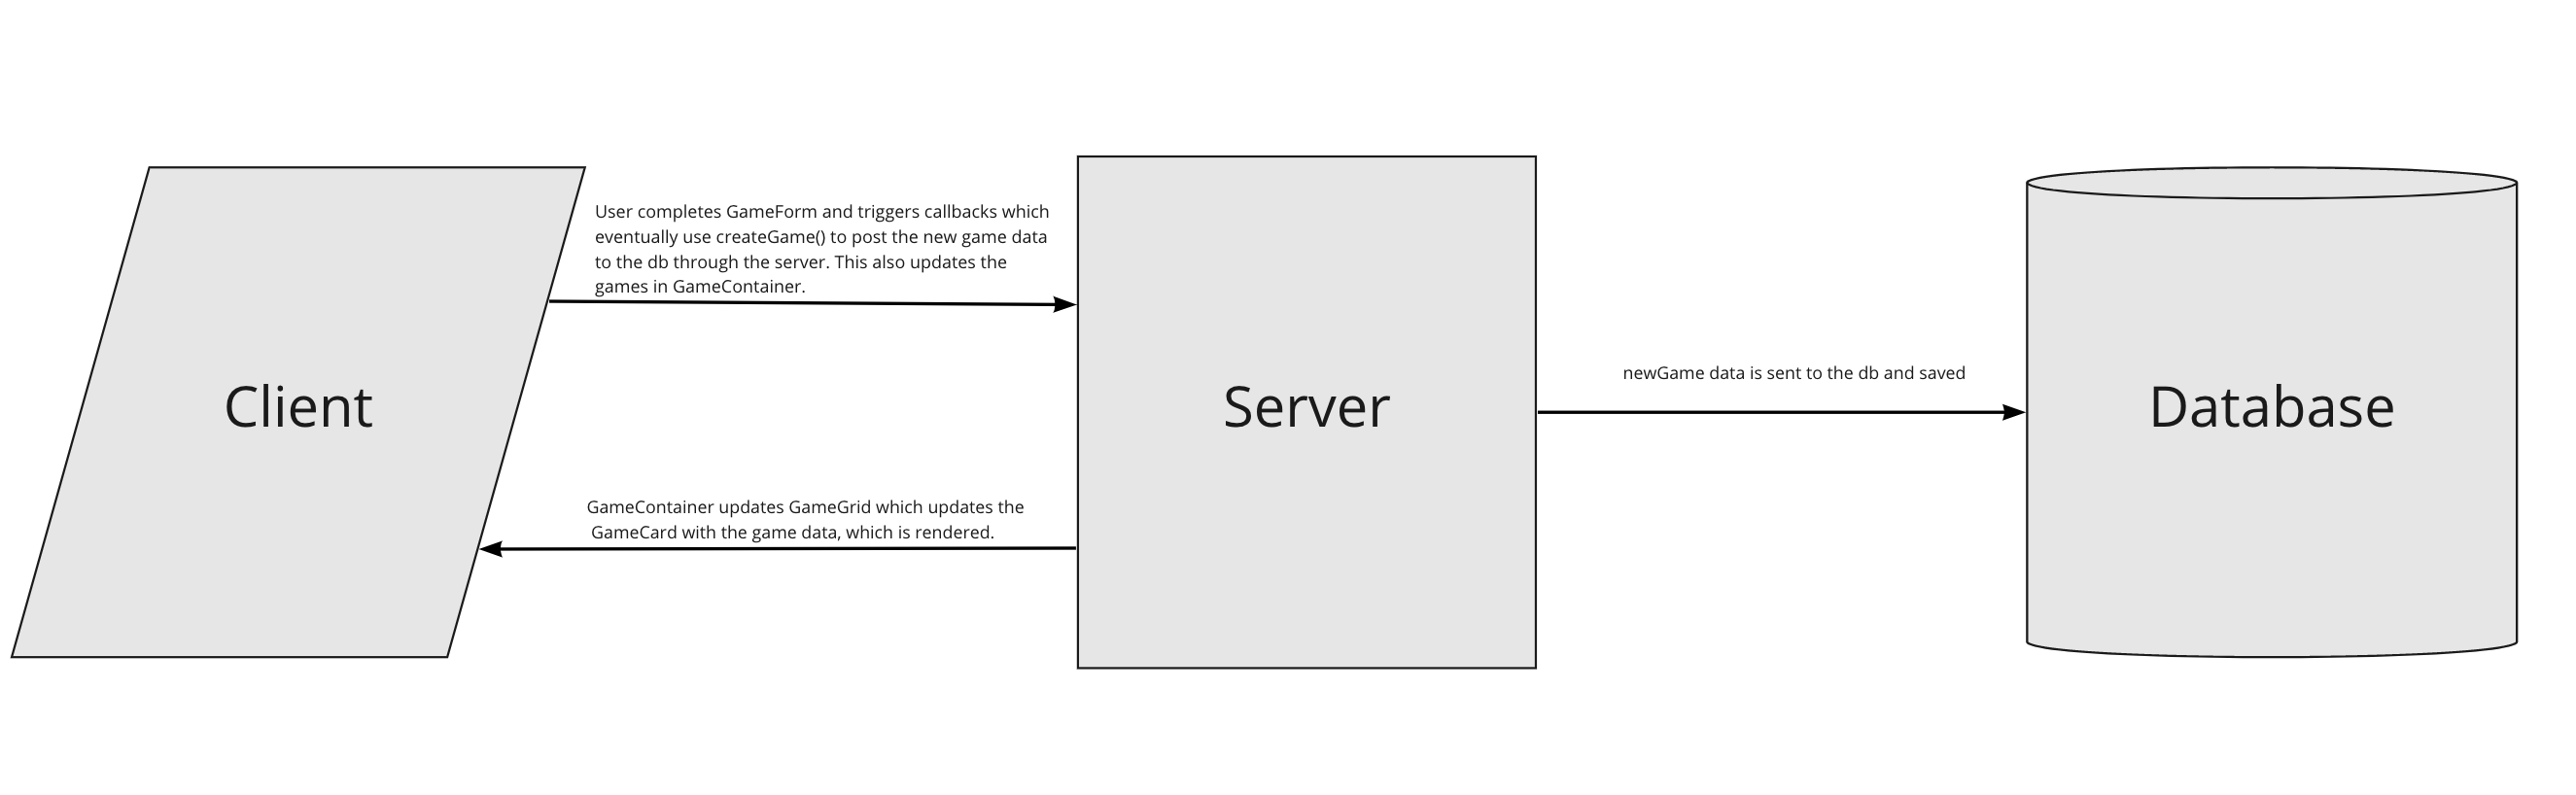 User completes GameForm and triggers callbacks which
eventually use createGame() to post the new game data
to the db through the server. This also updates the
games in GameContainer.
newGame data is sent to the db and saved
Client
Server
Database
GameContainer updates GameGrid which updates the
GameCard with the game data, which is rendered.